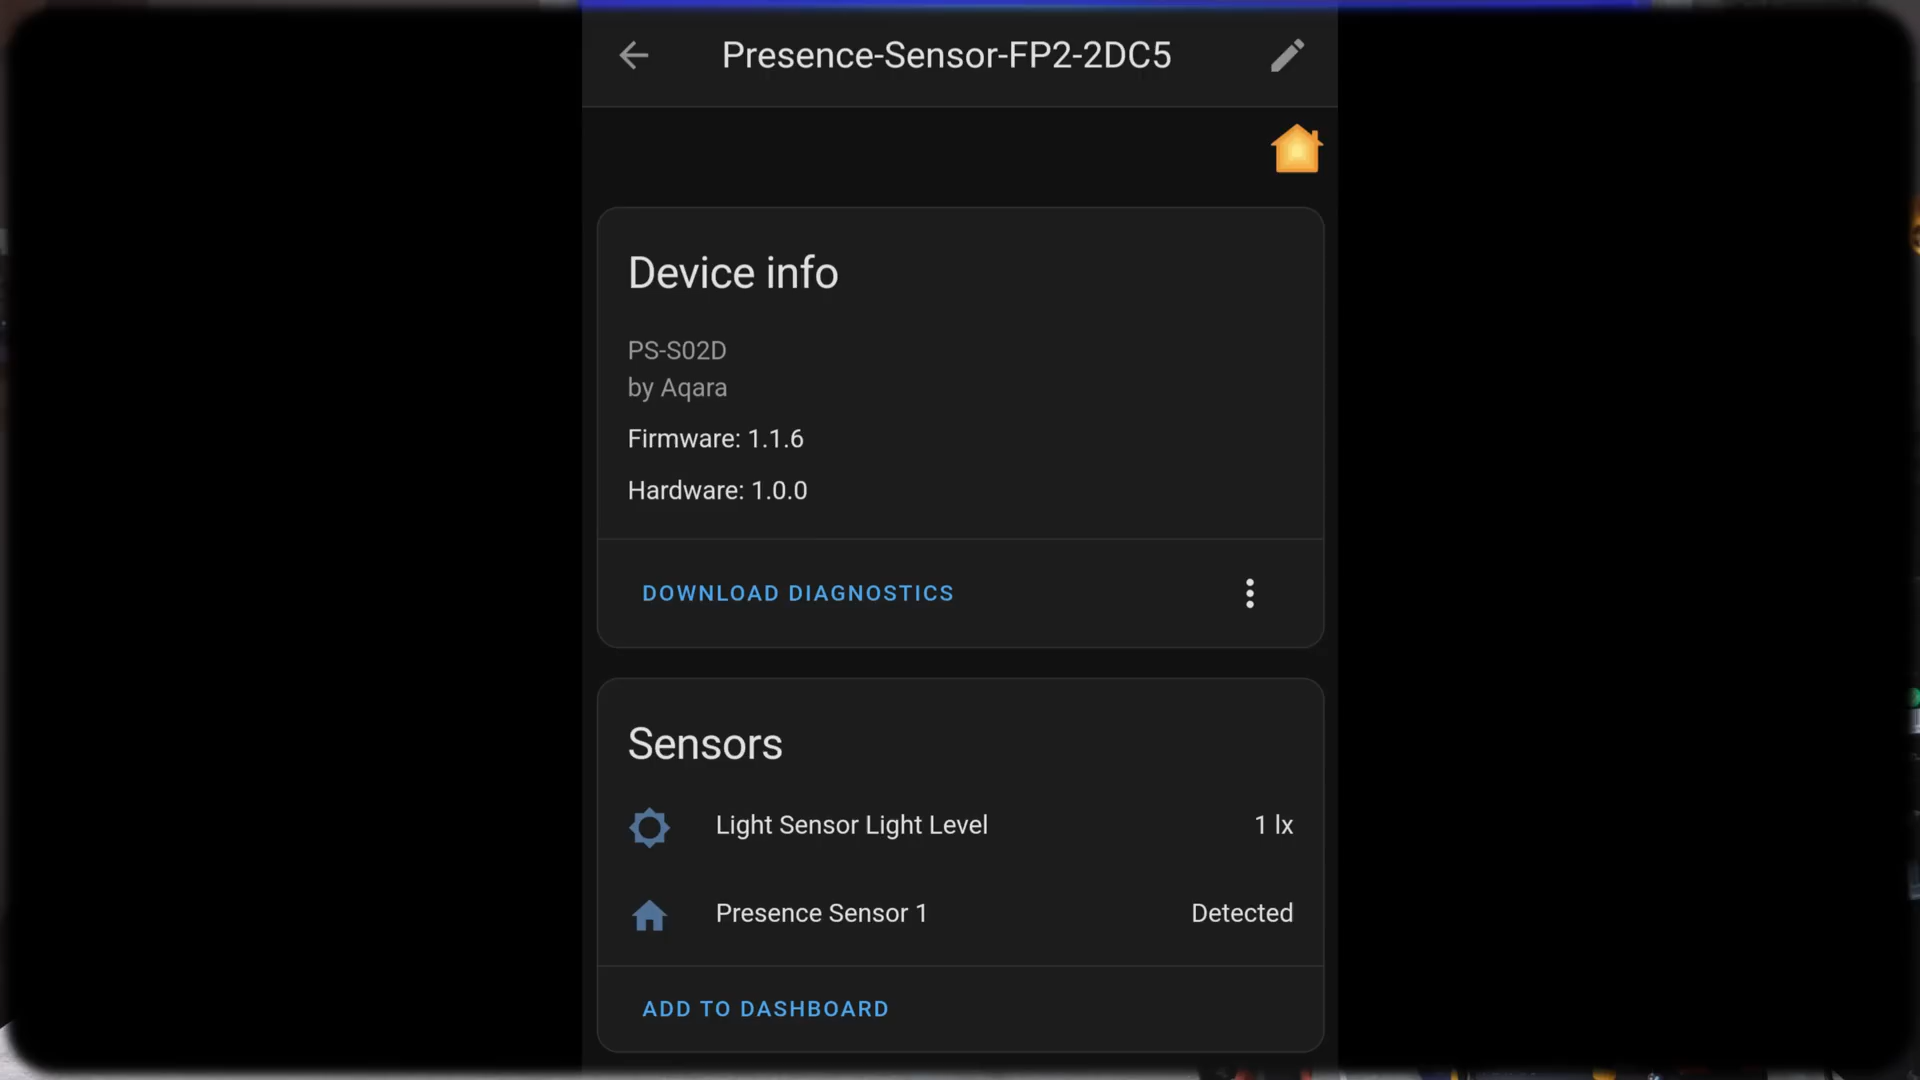 Presence-Sensor-FP2-2DC5
Device info
PS-S02D
by Aqara
Firmware: 1.1.6
Hardware: 1.0.0
DOWNLOAD DIAGNOSTICS
Sensors
Light Sensor Light Level 1 lx
Presence Sensor 1 Detected
ADD TO DASHBOARD